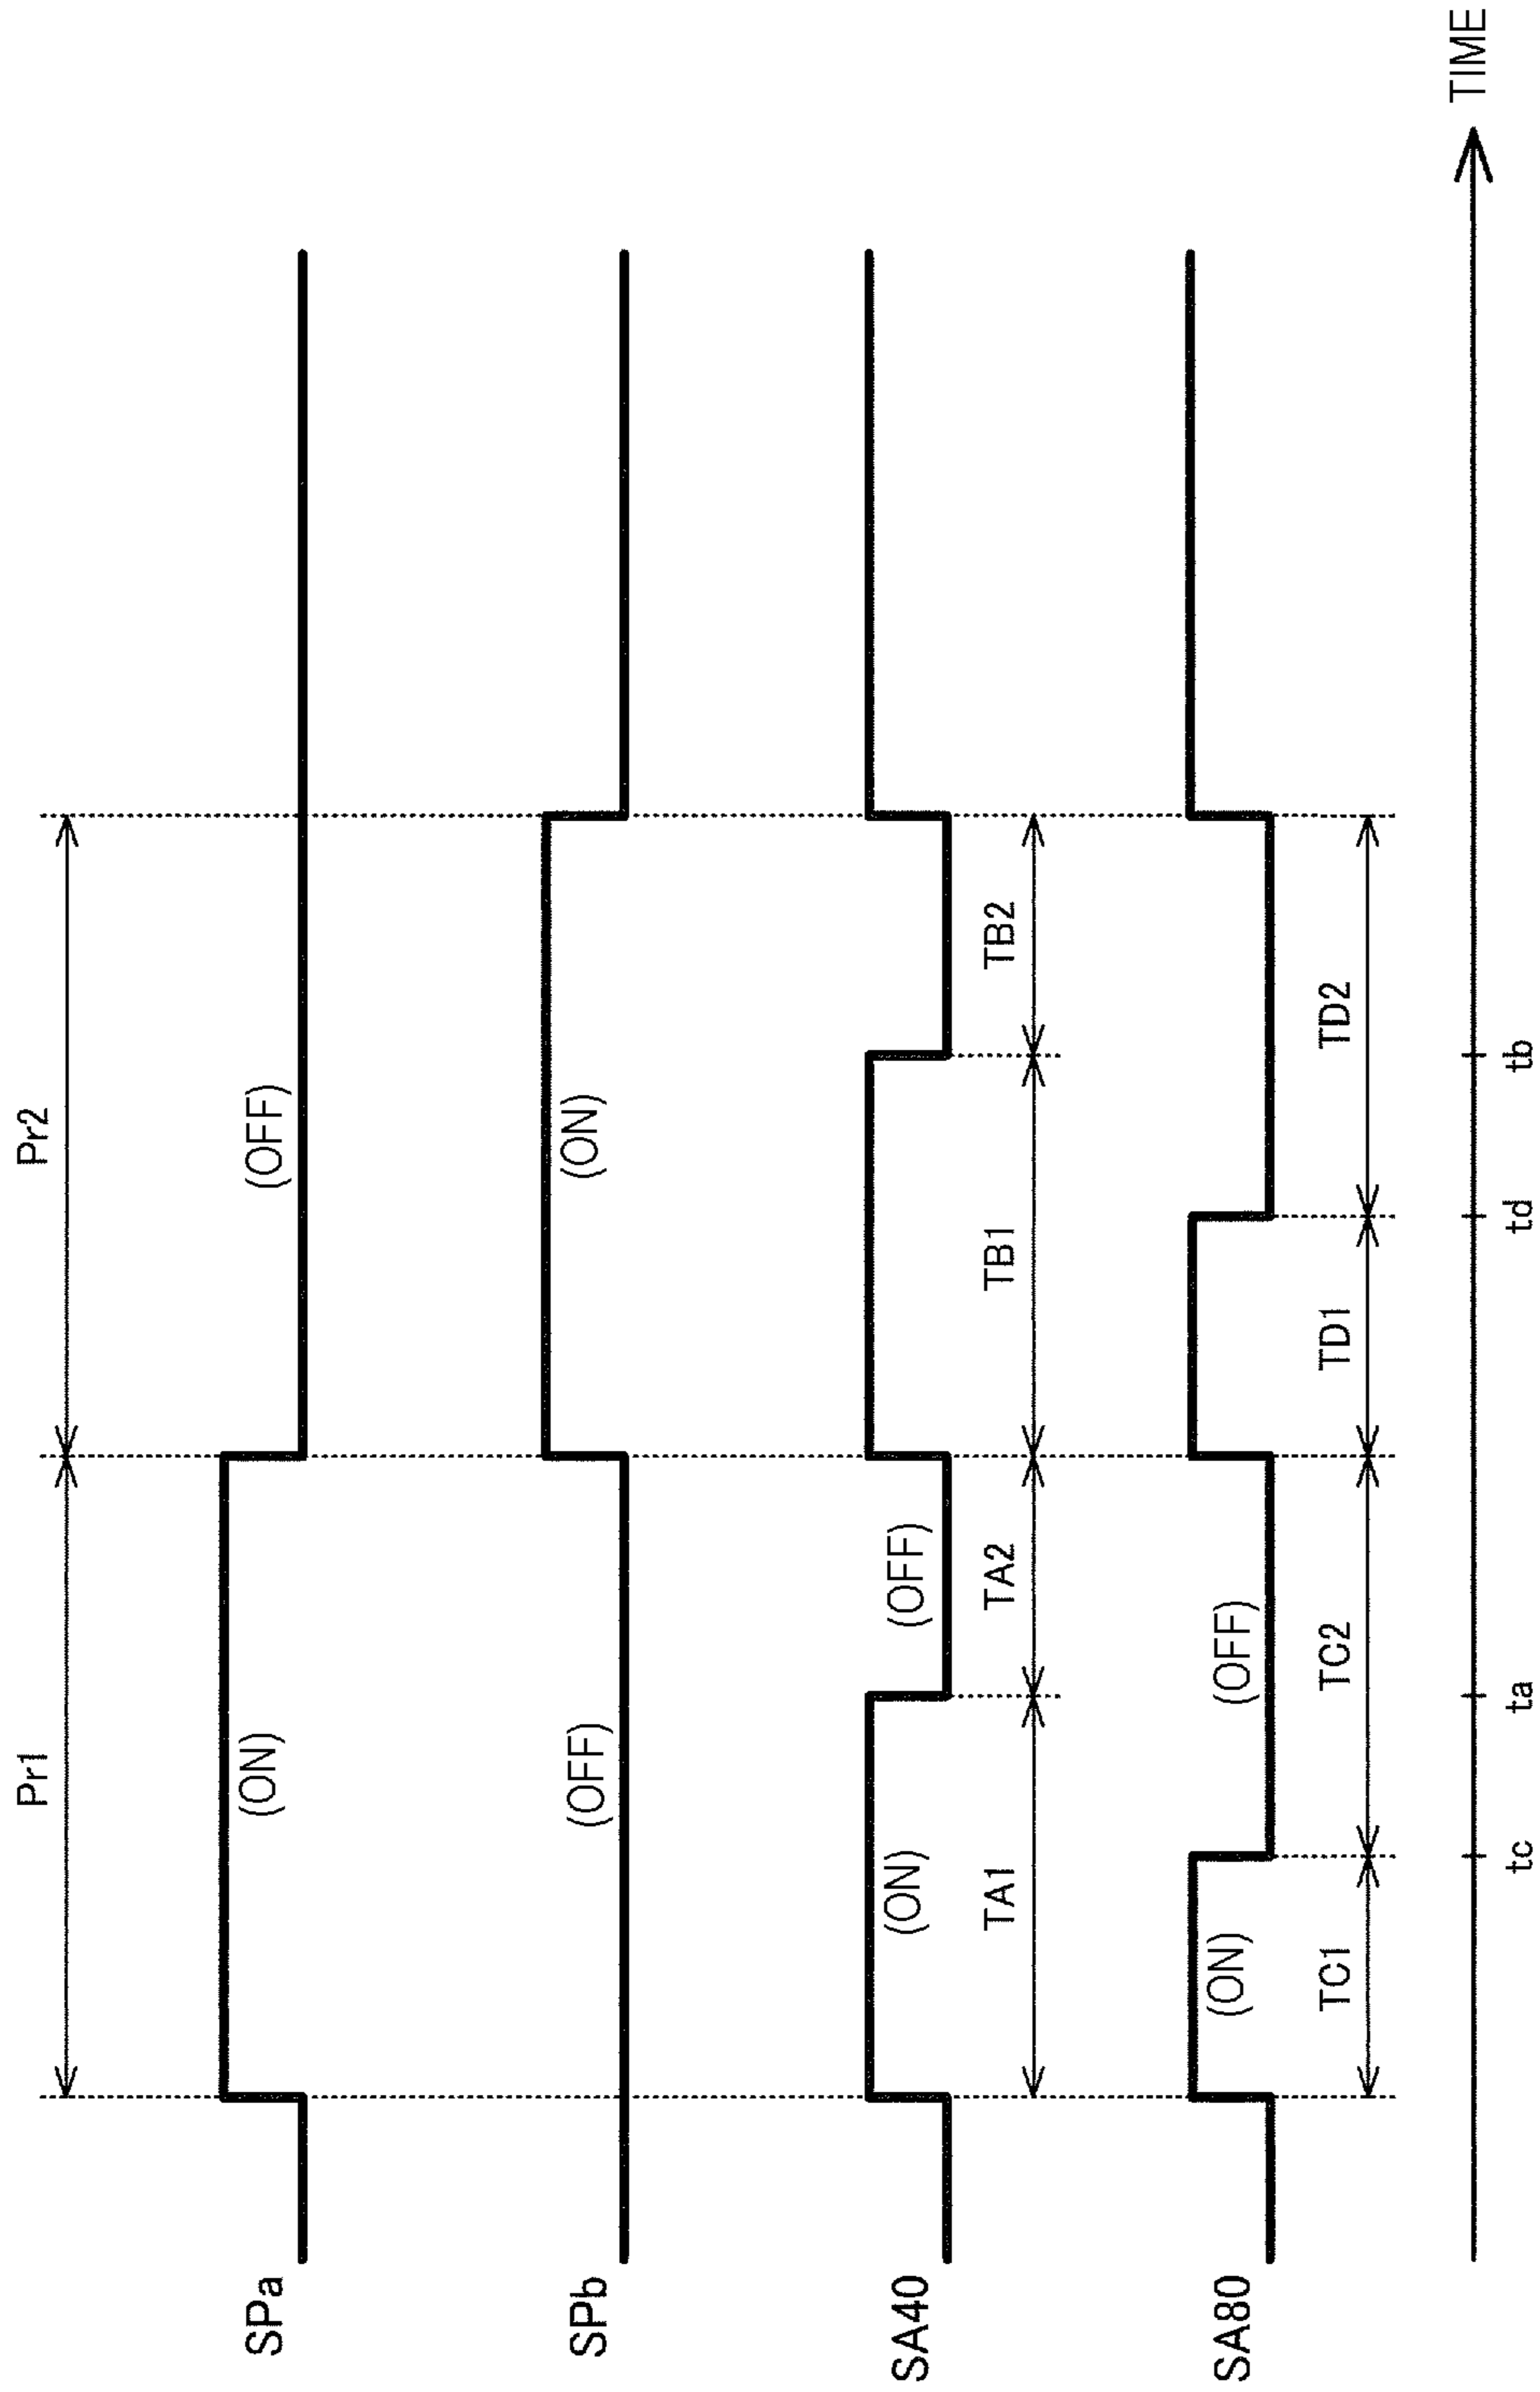 Pr1
Pr2
SPa
(ON)
(OFF)
SPb
(OFF)
(ON)
SA40
(ON)
(OFF)
TA1
TA2
TB1
TB2
SA80
(ON)
(OFF)
TC1
TC2
TD1
TD2
TIME
tc
ta
td
tb